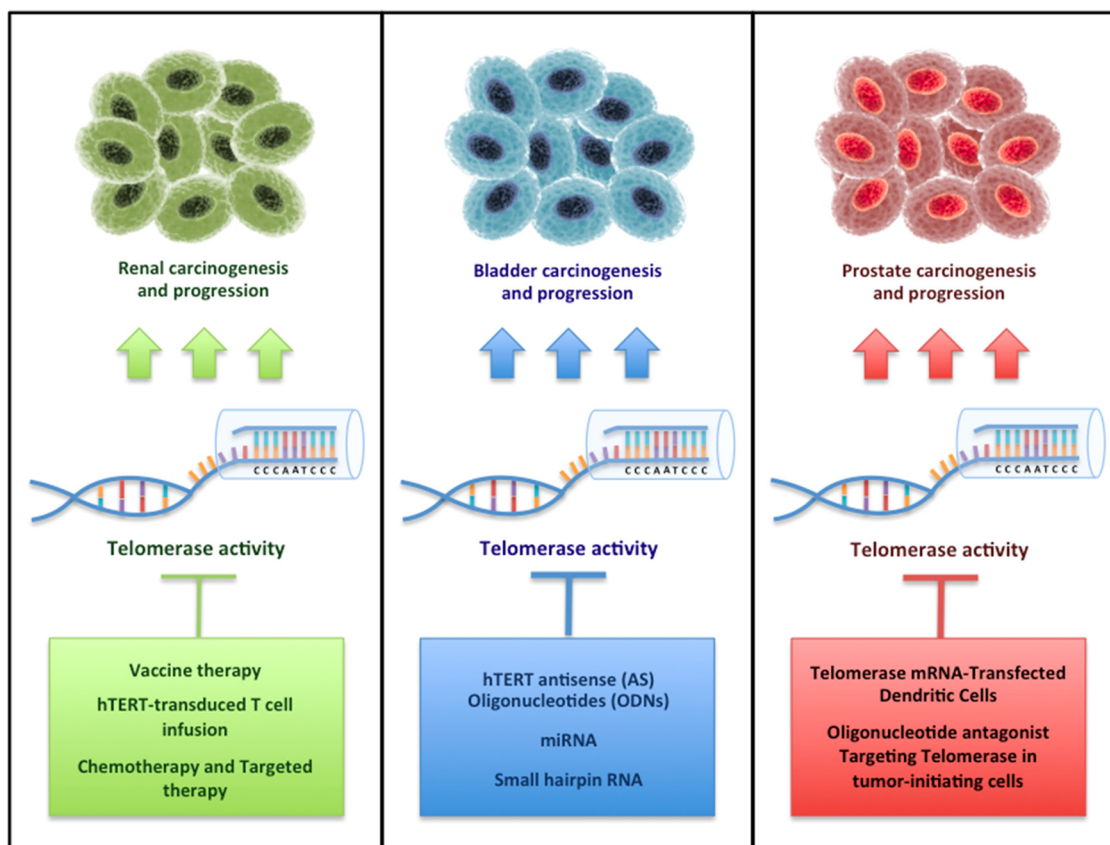 Renal carcinogenesis
and progression
CCCAATCCC
Telomerase activity
Vaccine therapy
hTERT-transduced T cell
infusion
Chemotherapy and Targeted
therapy
Bladder carcinogenesis
and progression
CCCAATCCC
Telomerase activity
hTERT antisense (AS)
Oligonucleotides (ODNs)
miRNA
Small hairpin RNA
Prostate carcinogenesis
and progression
CCCAATCCC
Telomerase activity
Telomerase mRNA-Transfected
Dendritic Cells
Oligonucleotide antagonist
Targeting Telomerase in
tumor-initiating cells